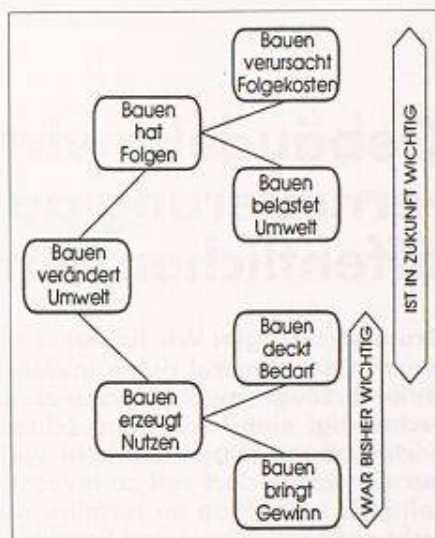 Bauen
verursacht
Folgekosten
Bauen
hat
Folgen
Bauen
belastet
Umwelt
Bauen
verändert
Umwelt
Bauen
deckt
Bedarf
Bauen
erzeugt
Nutzen
Bauen
bringt
Gewinn
IST IN ZUKUNFT WICHTIG
WAR BISHER WICHTIG